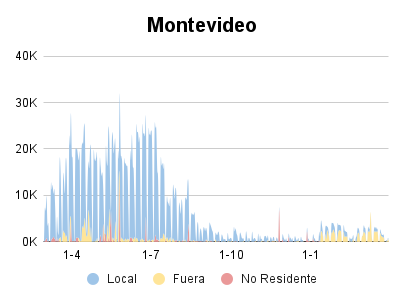 Montevideo
40K
30K
20K
10K
0K
1-4 1-7 1-10 1-1
Local Fuera No Residente